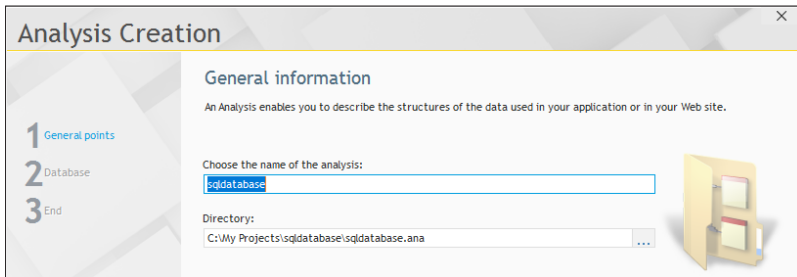 Analysis Creation
General information
An Analysis enables you to describe the structures of the data used in your application or in your Web site.
1 General points
2 Database
3 End
Choose the name of the analysis:
sqldatabase
Directory:
C:\My Projects\sqldatabase\sqldatabase.ana
...